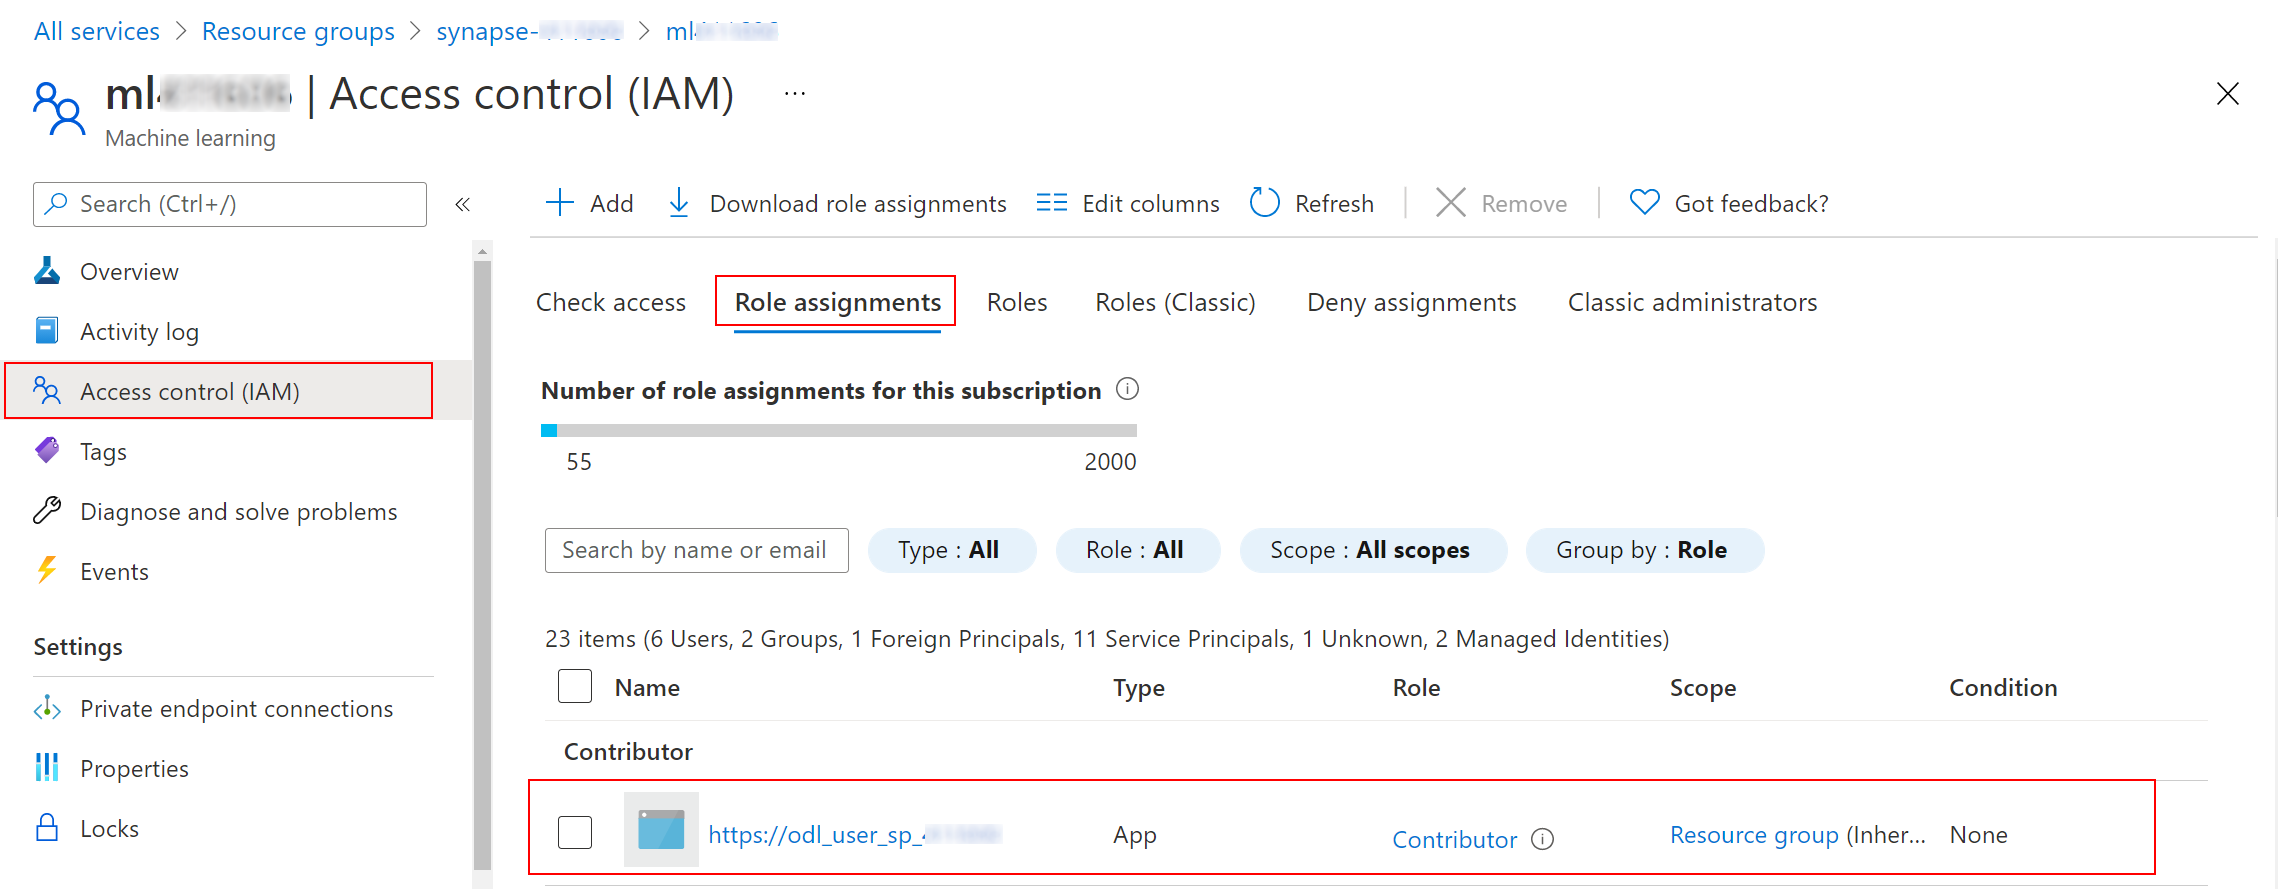 All services > Resource groups > synapse- > ml
ml | Access control (IAM) ...
Machine learning
Search (Ctrl+/) «
+ Add Download role assignments Edit columns Refresh | Remove | Got feedback?
Overview
Activity log
Access control (IAM)
Tags
Diagnose and solve problems
Events
Settings
Private endpoint connections
Properties
Locks
Check access Role assignments Roles Roles (Classic) Deny assignments Classic administrators
Number of role assignments for this subscription
55 2000
Search by name or email Type : All Role : All Scope : All scopes Group by : Role
23 items (6 Users, 2 Groups, 1 Foreign Principals, 11 Service Principals, 1 Unknown, 2 Managed Identities)
Name Type Role Scope Condition
Contributor
https://odl_user_sp_ App Contributor Resource group (Inher... None